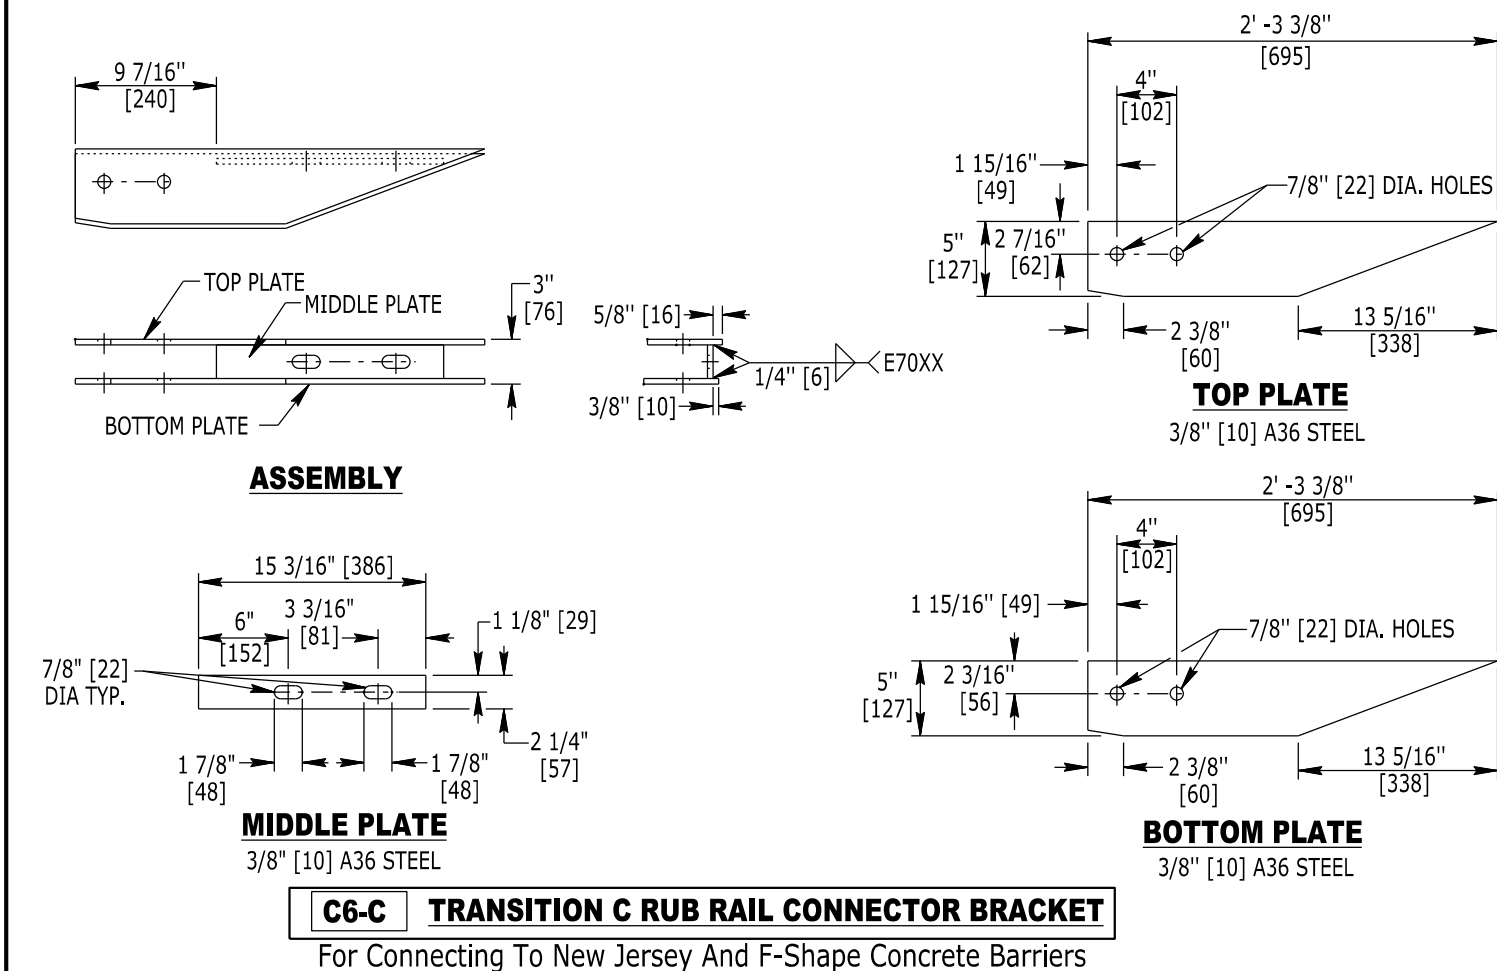 9 7/16"
[240]
TOP PLATE
MIDDLE PLATE
3"
[76]
BOTTOM PLATE
5/8" [16]
1/4" [6]
E70XX
3/8" [10]
ASSEMBLY
2' -3 3/8"
[695]
4"
[102]
1 15/16"
[49]
7/8" [22] DIA. HOLES
5"
[127]
2 7/16"
[62]
2 3/8"
[60]
13 5/16"
[338]
TOP PLATE
3/8" [10] A36 STEEL
15 3/16" [386]
6"
[152]
3 3/16"
[81]
1 1/8" [29]
7/8" [22]
DIA TYP.
1 7/8"
[48]
1 7/8"
[48]
2 1/4"
[57]
MIDDLE PLATE
3/8" [10] A36 STEEL
2' -3 3/8"
[695]
4"
[102]
1 15/16" [49]
7/8" [22] DIA. HOLES
5"
[127]
2 3/16"
[56]
2 3/8"
[60]
13 5/16"
[338]
BOTTOM PLATE
3/8" [10] A36 STEEL
C6-C TRANSITION C RUB RAIL CONNECTOR BRACKET
For Connecting To New Jersey And F-Shape Concrete Barriers